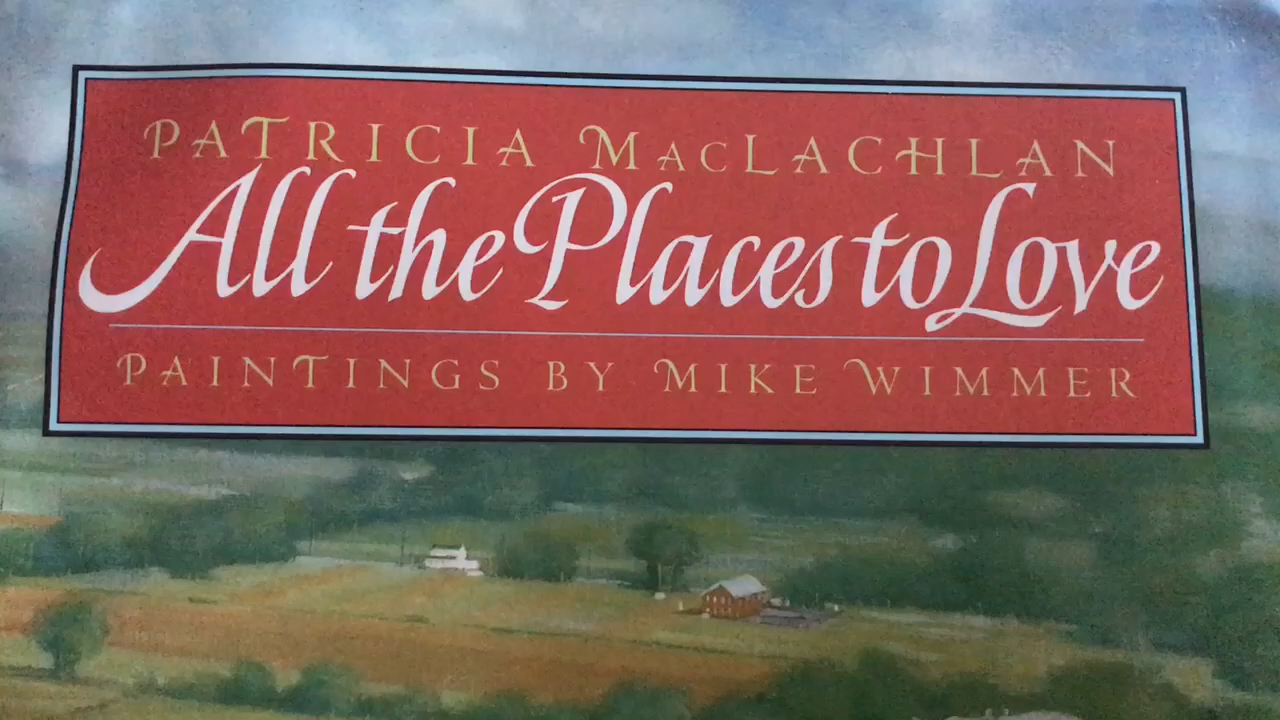 PATRICIA MACLACHLAN
All the Places to Love
PAINTINGS BY MIKE WIMMER